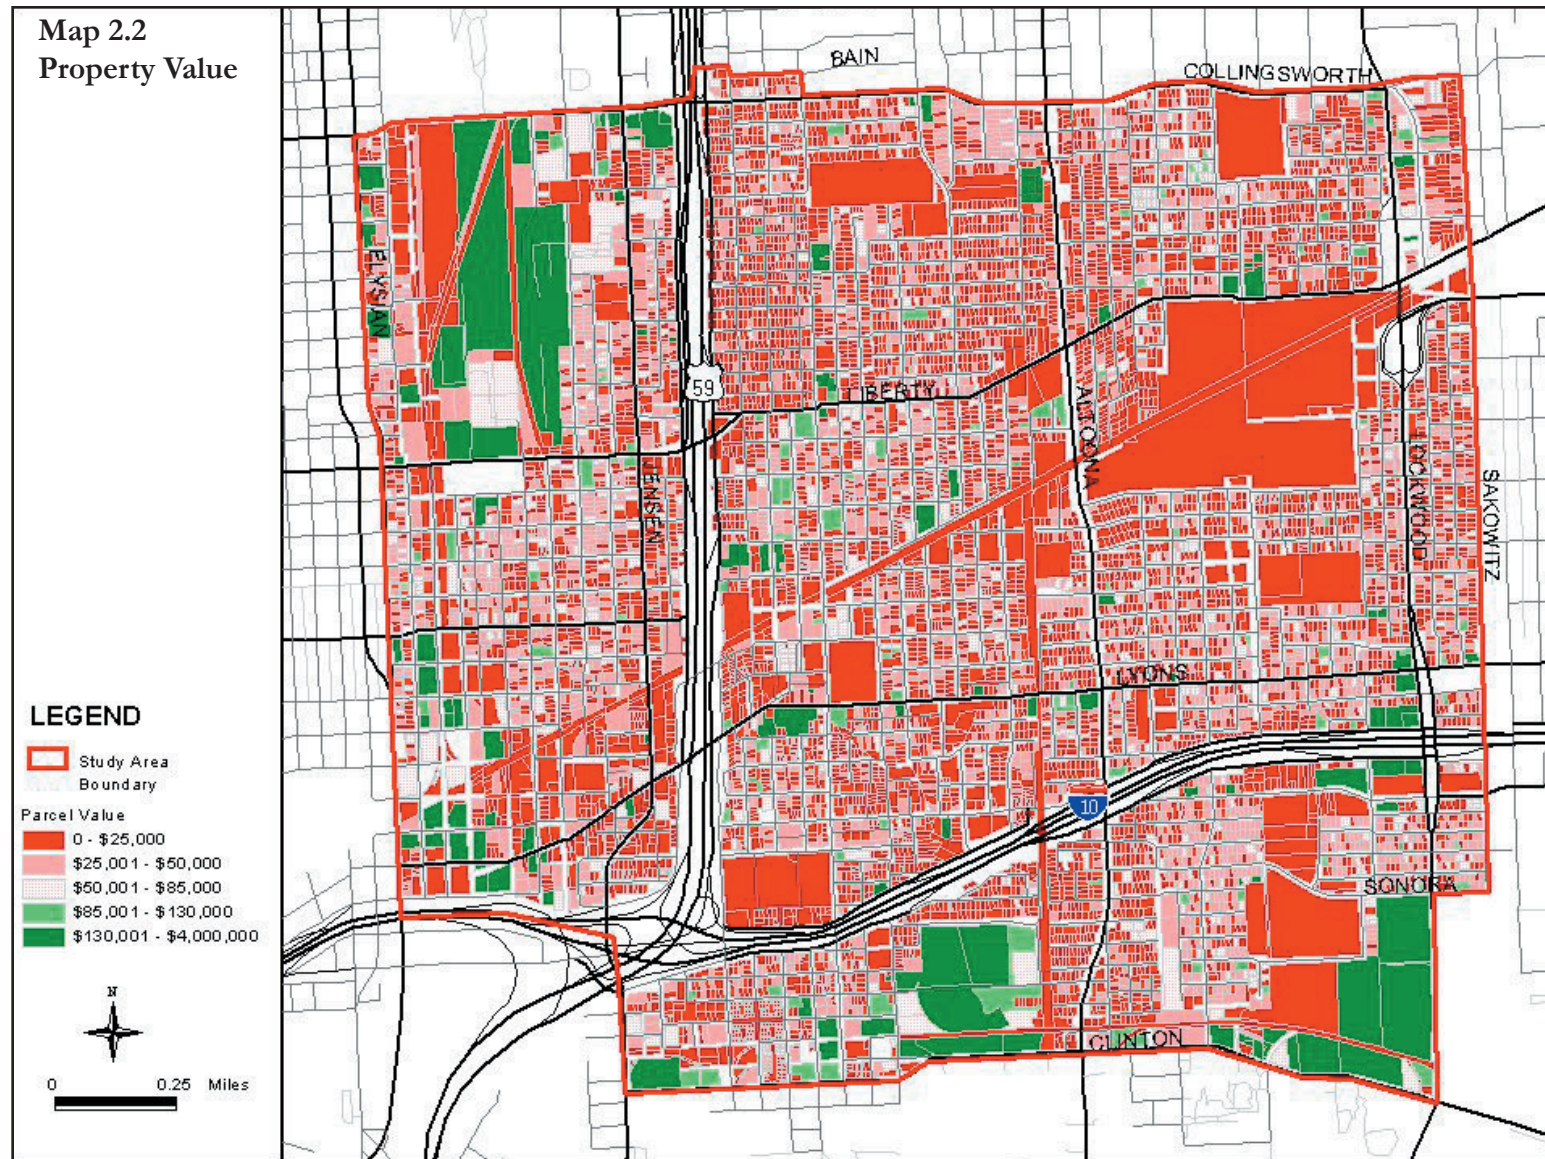 Map 2.2
Property Value
BAIN
COLLINGSWORTH
ELYSIAN
59
LIBERTY
ALTOONA
JENSEN
LOCKWOOD
SAKOWITZ
LYONS
10
SONORA
CLINTON
LEGEND
Study Area
Boundary
Parcel Value
0 - $25,000
$25,001 - $50,000
$50,001 - $85,000
$85,001 - $130,000
$130,001 - $4,000,000
N
0 0.25 Miles